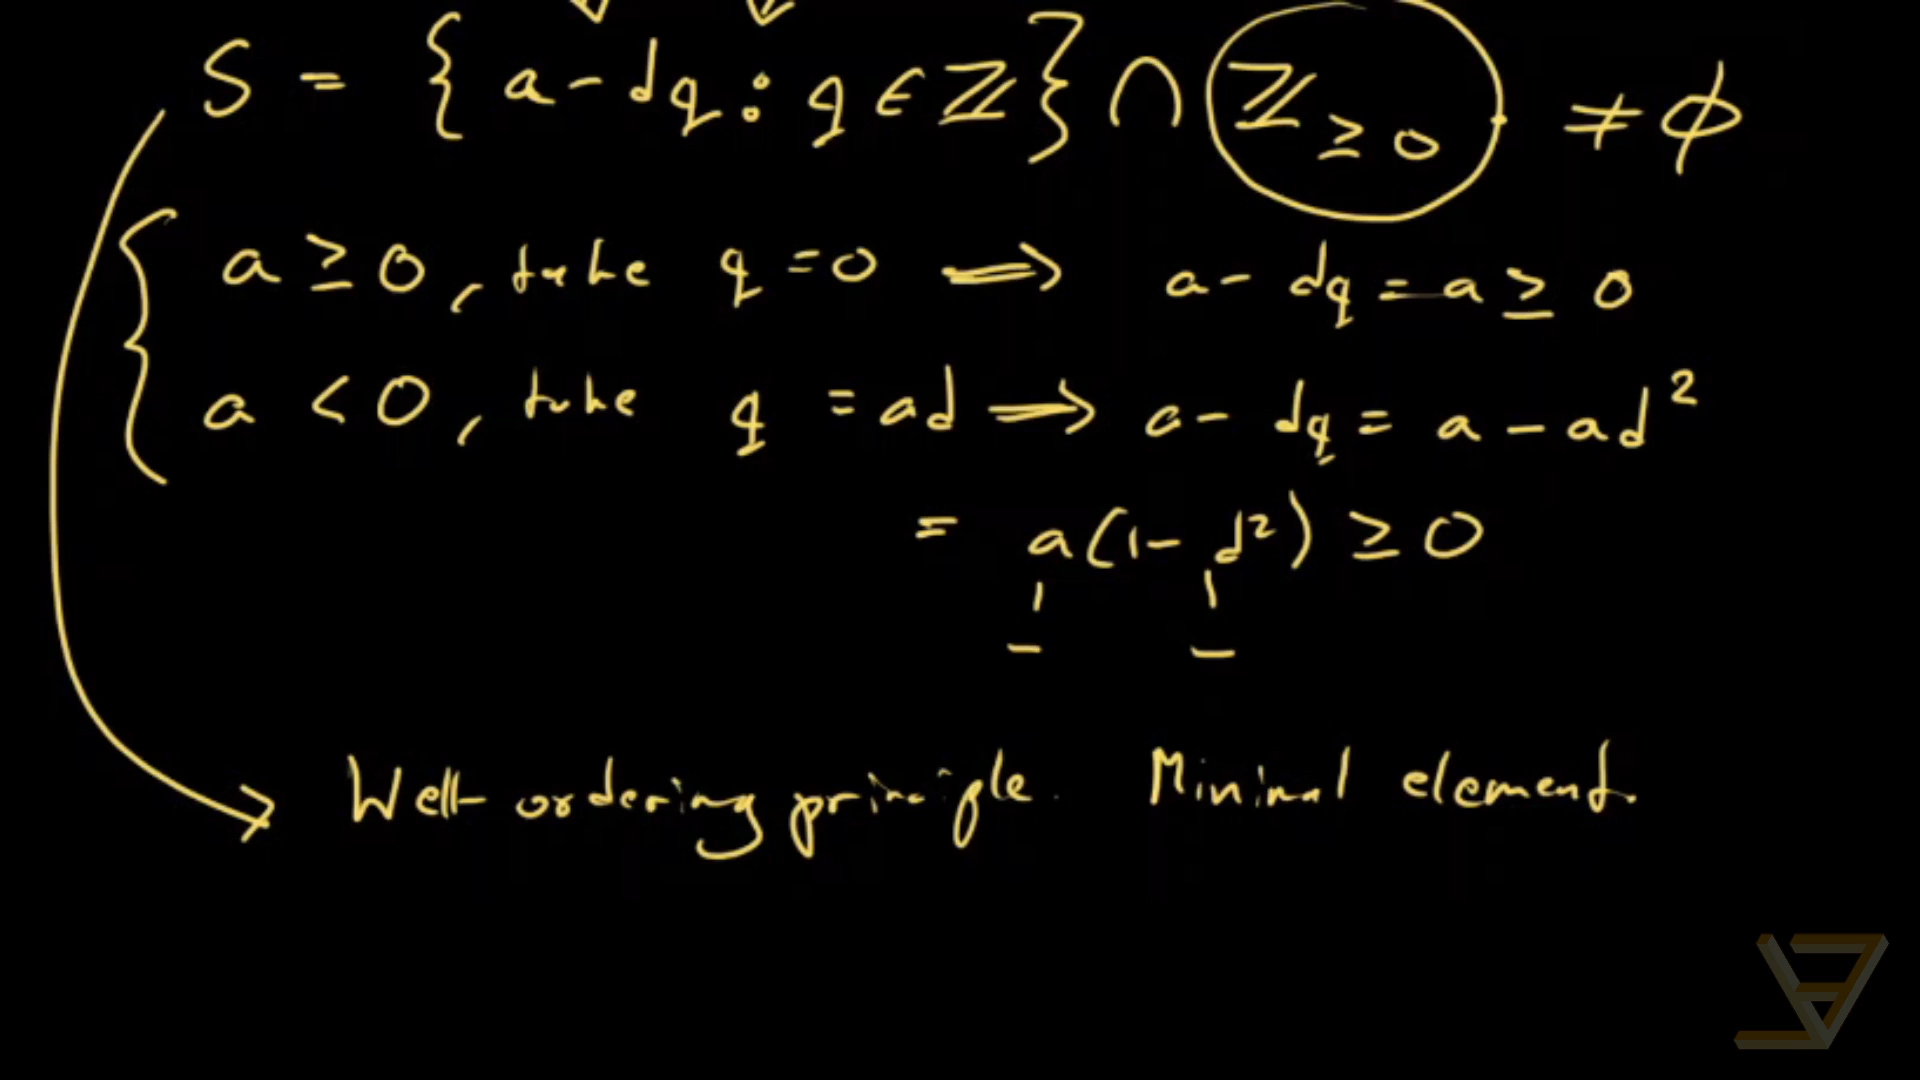 S = { a - dq : q ∈ ℤ } ∩ ℤ ≥ 0 ≠ ϕ
a ≥ 0, take q = 0 ⟹ a - dq = a ≥ 0
a < 0, take q = ad ⟹ a - dq = a - ad²
= a(1 - d²) ≥ 0
- -
Well-ordering principle. Minimal element.